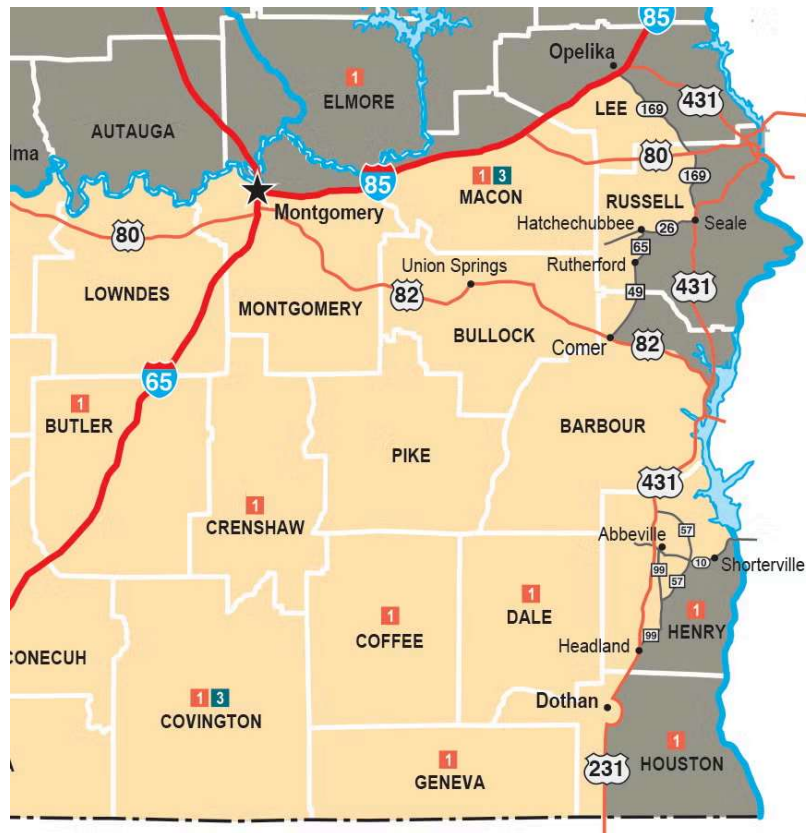 85
Opelika
1
ELMORE
LEE
169
431
AUTAUGA
lma
80
85
1 3
MACON
169
RUSSELL
Montgomery
Hatchechubbee
26
Seale
80
65
Union Springs
Rutherford
LOWNDES
82
49
431
MONTGOMERY
BULLOCK
Comer
82
65
1
BUTLER
BARBOUR
PIKE
431
1
CRENSHAW
57
Abbeville
10
Shorterville
99
57
1
COFFEE
1
DALE
1
HENRY
99
Headland
CONECUH
1 3
COVINGTON
Dothan
1
GENEVA
231
1
HOUSTON